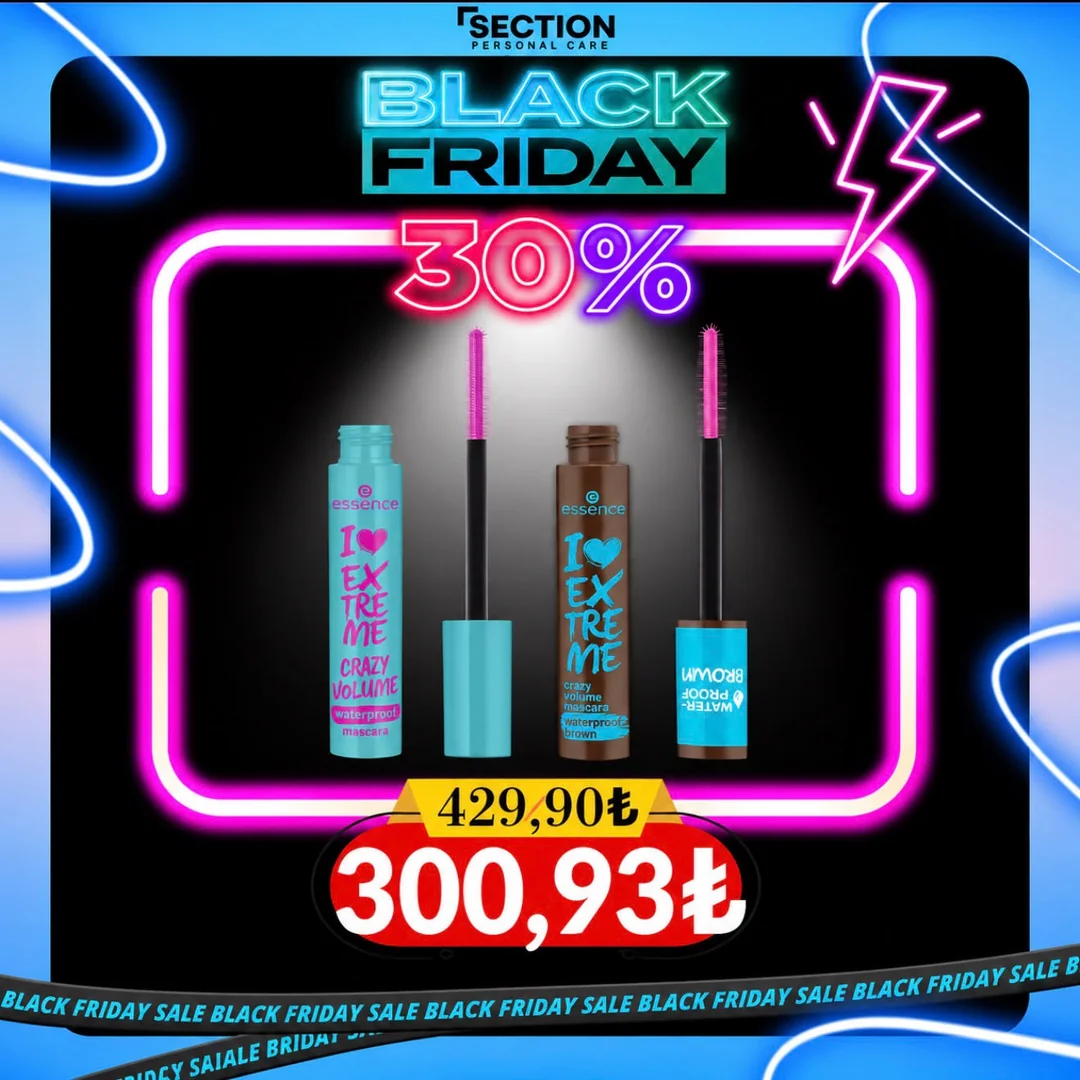 SECTION
PERSONAL CARE
BLACK
FRIDAY
30%
essence
I
EX
TRE
ME
CRAZY
VOLUME
waterproof
mascara
essence
I
EX
TRE
ME
crazy
volume
mascara
waterproof
brown
WATER-
PROOF
BROWN
429,90₺
300,93₺
BLACK FRIDAY SALE BLACK FRIDAY SALE BLACK FRIDAY SALE BLACK FRIDAY SALE BLACK FRIDAY SALE B
SAIALE